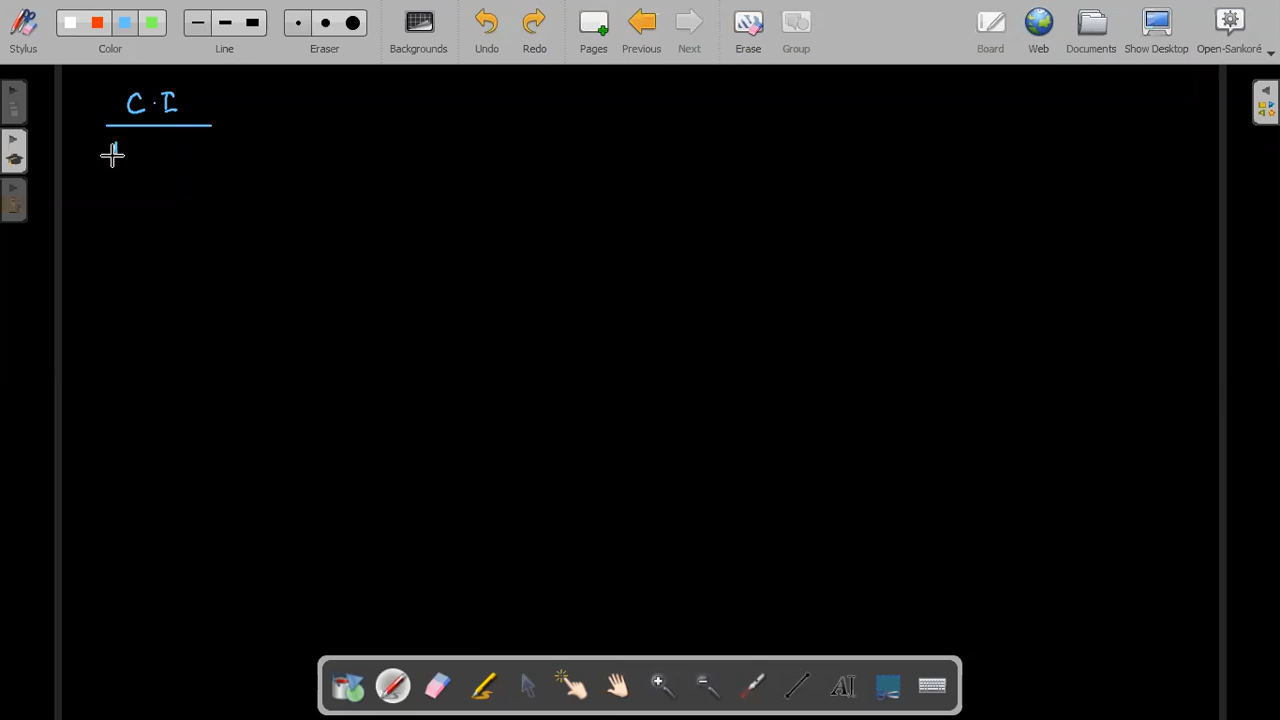 Stylus
Color
Line
Eraser
Backgrounds
Undo
Redo
Pages
Previous
Next
Erase
Group
Board
Web
Documents
Show Desktop
Open-Sankoré
C·I
AI